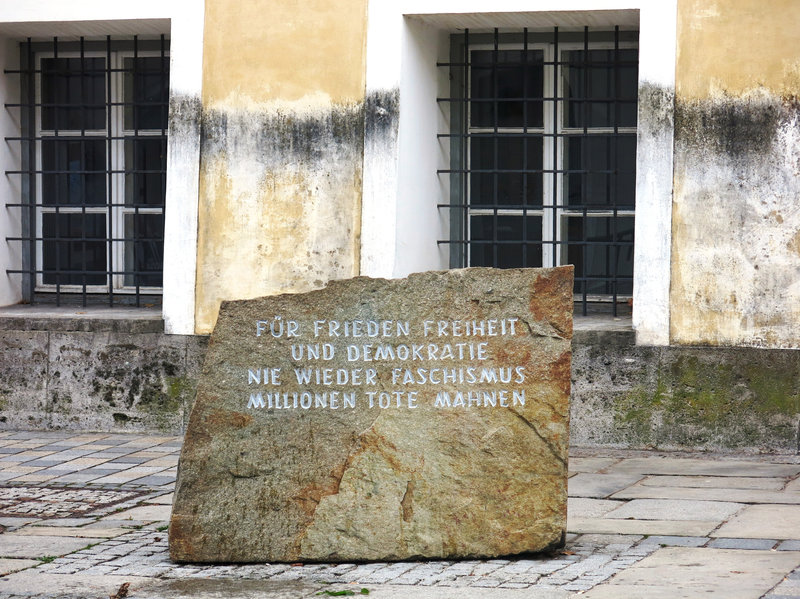 FÜR FRIEDEN FREIHEIT
UND DEMOKRATIE
NIE WIEDER FASCHISMUS
MILLIONEN TOTE MAHNEN